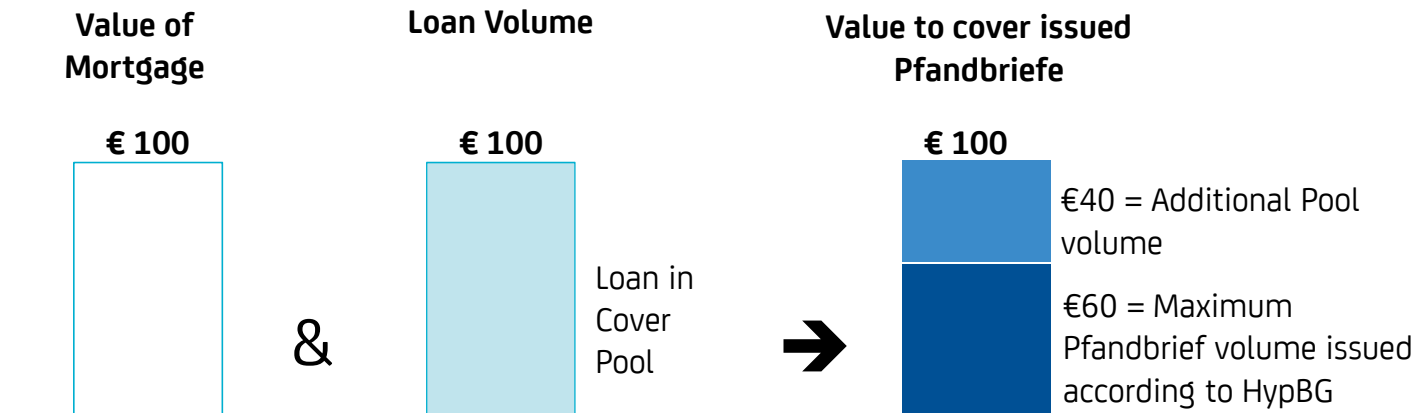 Value of
Mortgage
Loan Volume
Value to cover issued
Pfandbriefe
€ 100
€ 100
€ 100
&
Loan in
Cover
Pool
➔
€40 = Additional Pool
volume
€60 = Maximum
Pfandbrief volume issued
according to HypBG